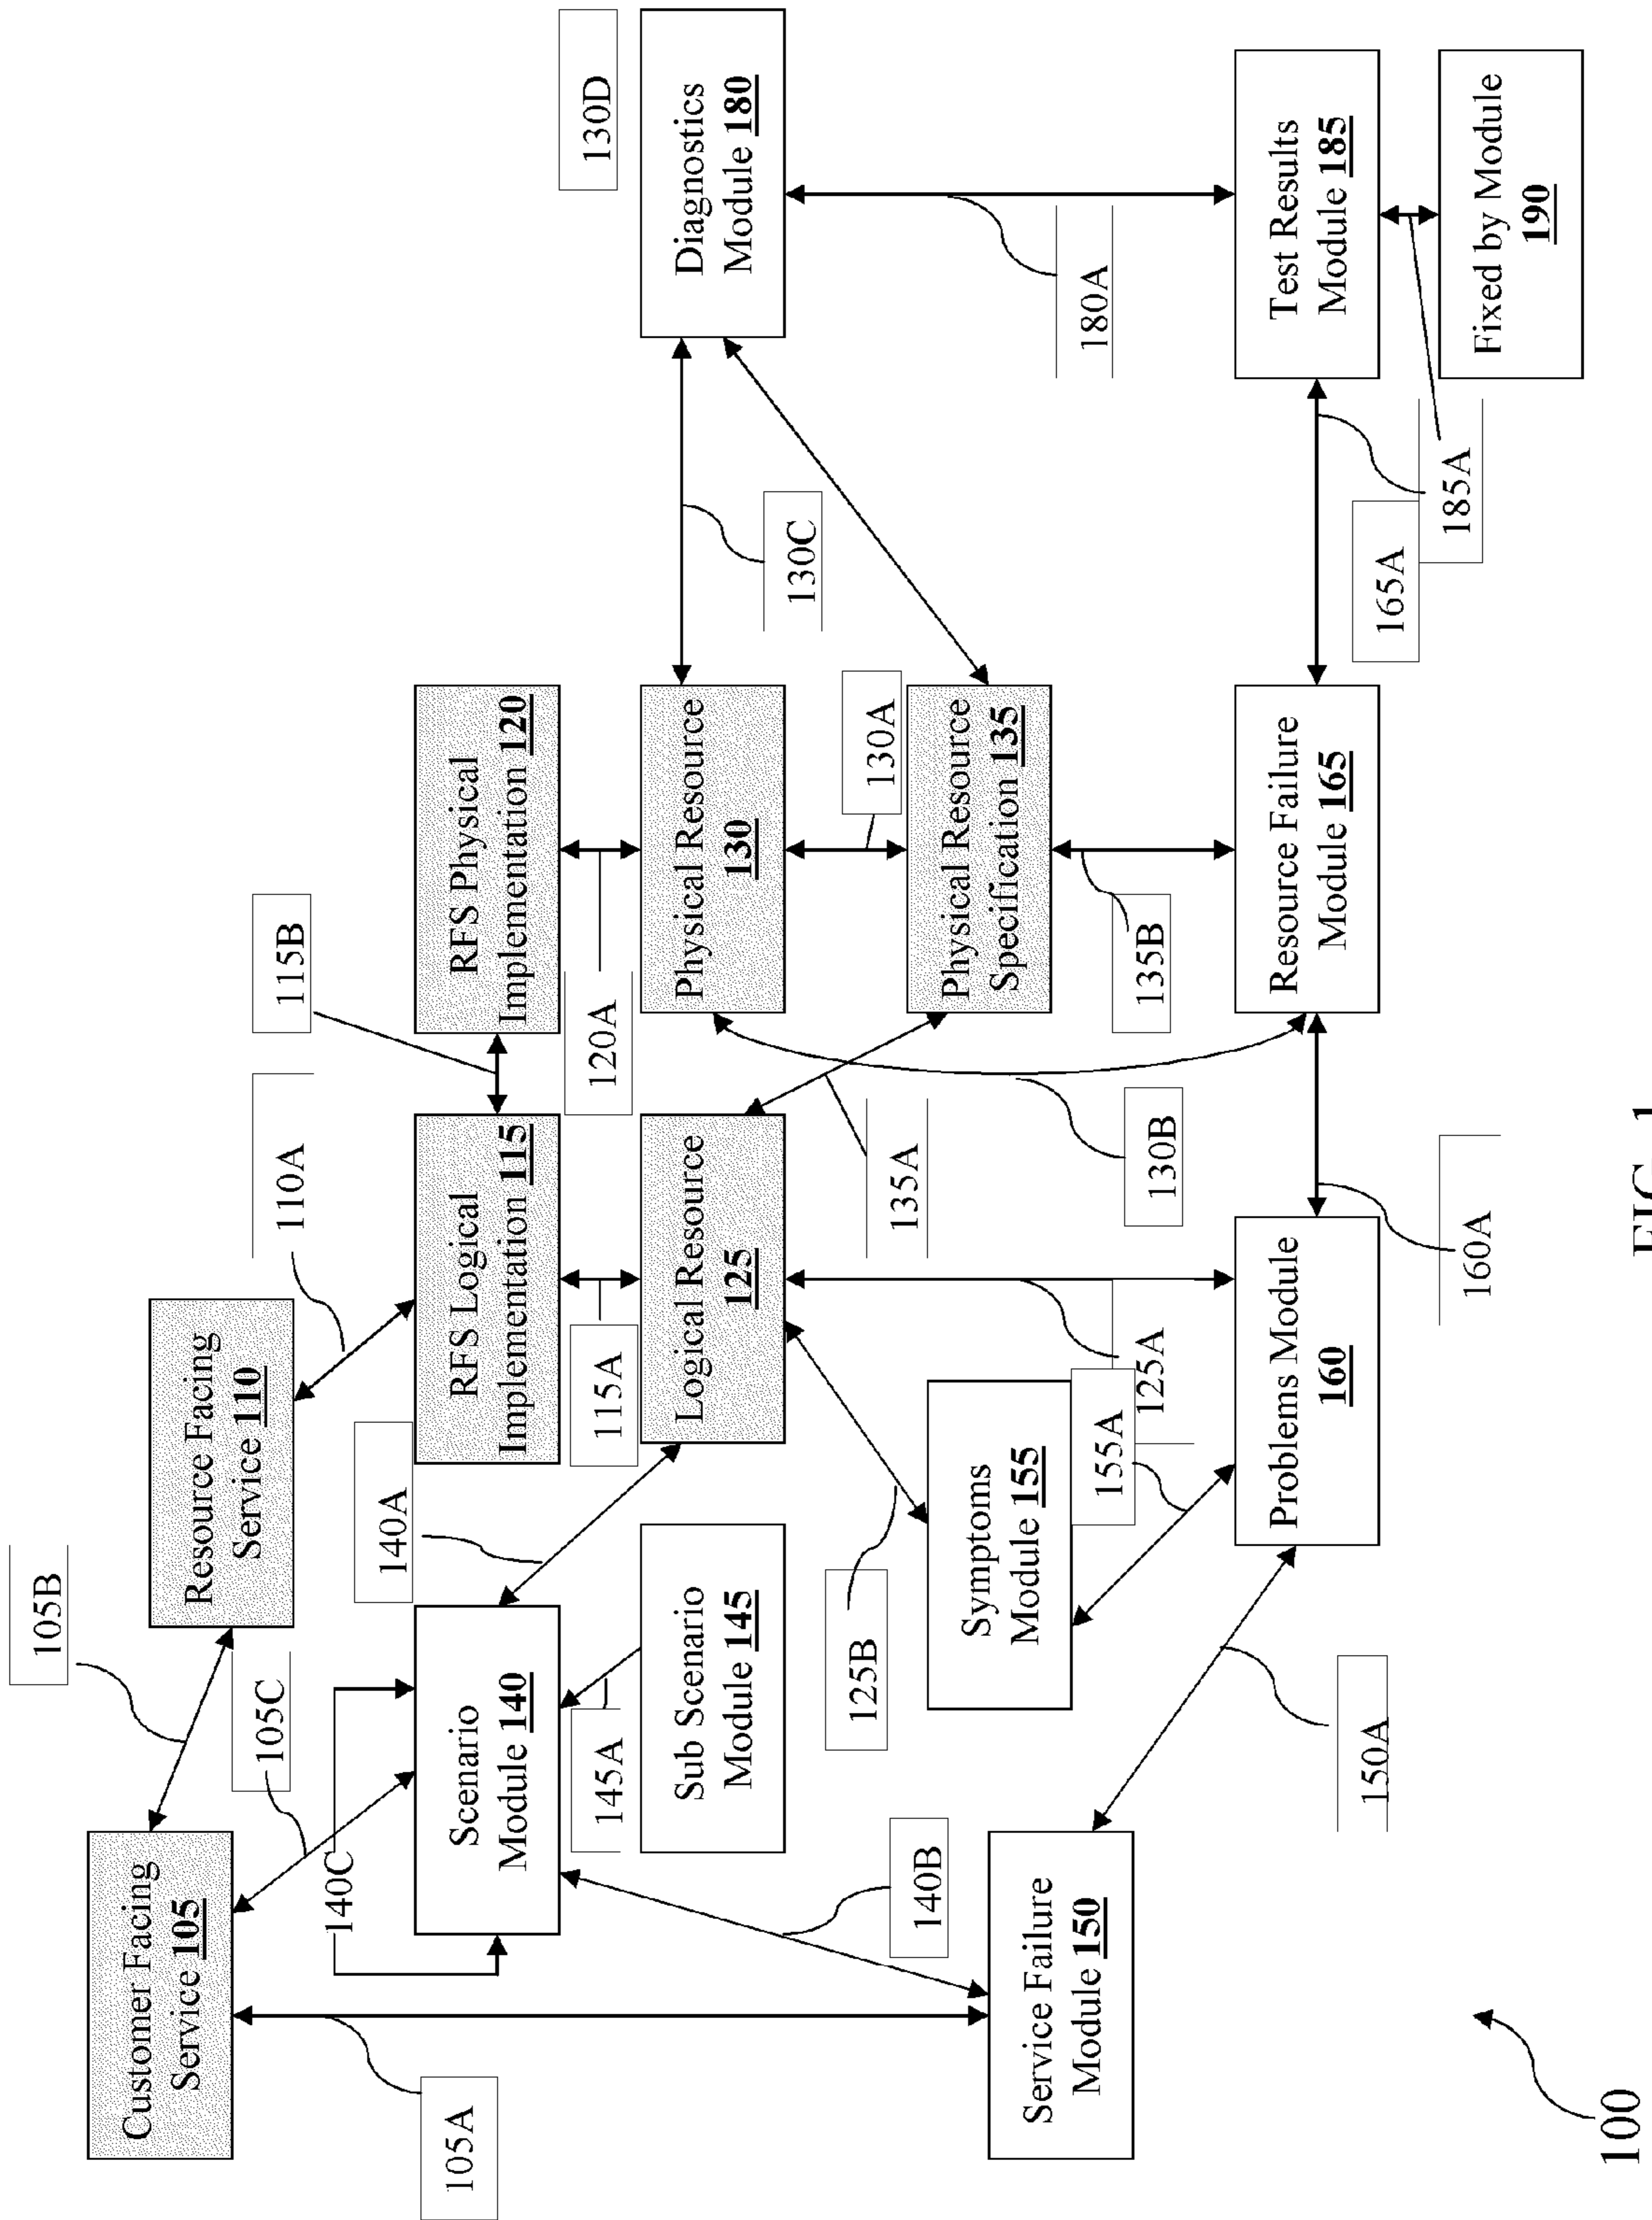 105B
Customer Facing
Service 105
Resource Facing
Service 110
105C
110A
115B
140C
140A
105A
Scenario
Module 140
RFS Logical
Implementation 115
RFS Physical
Implementation 120
130D
145A
115A
120A
Sub Scenario
Module 145
Logical Resource
125
Physical Resource
130
Diagnostics
Module 180
130C
125B
130A
140B
135A
Symptoms
Module 155
Physical Resource
Specification 135
Service Failure
Module 150
155A
125A
130B
135B
180A
Problems Module
160
Resource Failure
Module 165
Test Results
Module 185
150A
165A
185A
160A
Fixed by Module
190
100
FIG. 1